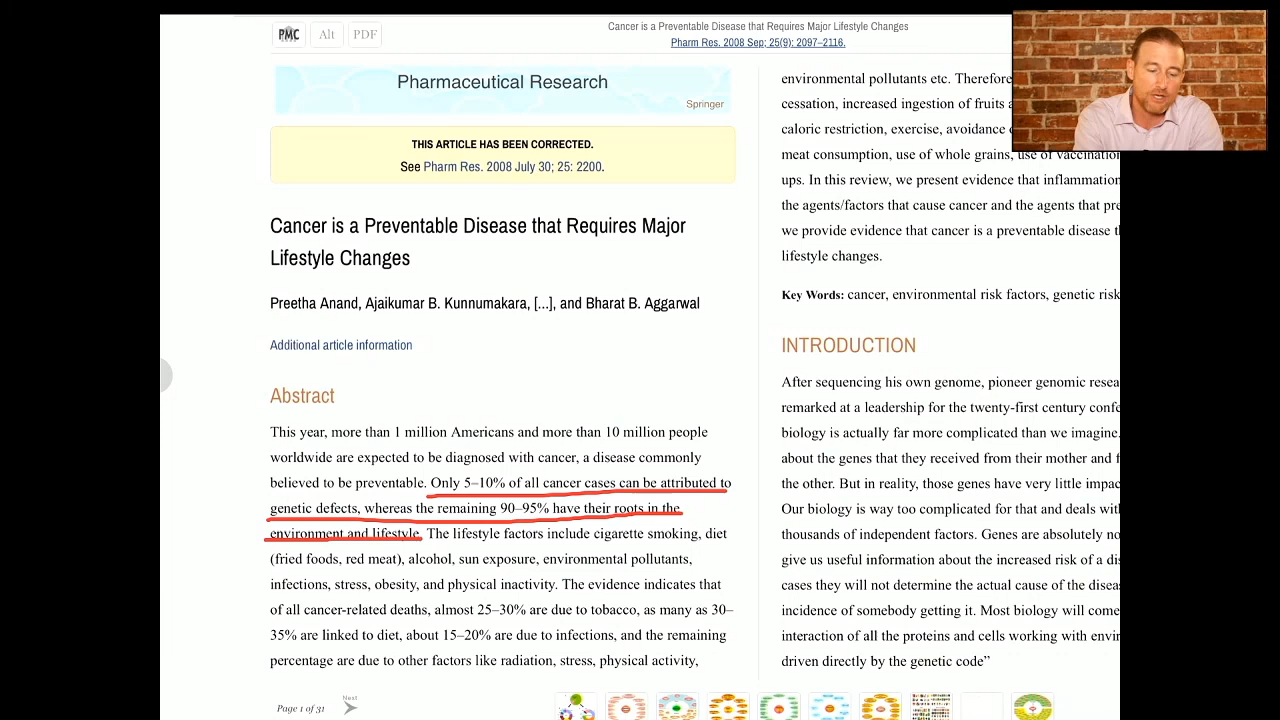 PMC
Alt
PDF
Cancer is a Preventable Disease that Requires Major Lifestyle Changes
Pharm Res. 2008 Sep; 25(9): 2097–2116.
Pharmaceutical Research
Springer
THIS ARTICLE HAS BEEN CORRECTED.
See Pharm Res. 2008 July 30; 25: 2200.
Cancer is a Preventable Disease that Requires Major
Lifestyle Changes
Preetha Anand, Ajaikumar B. Kunnumakara, [...], and Bharat B. Aggarwal
Additional article information
Abstract
This year, more than 1 million Americans and more than 10 million people
worldwide are expected to be diagnosed with cancer, a disease commonly
believed to be preventable. Only 5–10% of all cancer cases can be attributed to
genetic defects, whereas the remaining 90–95% have their roots in the
environment and lifestyle. The lifestyle factors include cigarette smoking, diet
(fried foods, red meat), alcohol, sun exposure, environmental pollutants,
infections, stress, obesity, and physical inactivity. The evidence indicates that
of all cancer-related deaths, almost 25–30% are due to tobacco, as many as 30–
35% are linked to diet, about 15–20% are due to infections, and the remaining
percentage are due to other factors like radiation, stress, physical activity,
environmental pollutants etc. Therefore
cessation, increased ingestion of fruits
caloric restriction, exercise, avoidance
meat consumption, use of whole grains, use of vaccination
ups. In this review, we present evidence that inflammation
the agents/factors that cause cancer and the agents that pre
we provide evidence that cancer is a preventable disease t
lifestyle changes.
Key Words: cancer, environmental risk factors, genetic risk
INTRODUCTION
After sequencing his own genome, pioneer genomic resea
remarked at a leadership for the twenty-first century confe
biology is actually far more complicated than we imagine.
about the genes that they received from their mother and f
the other. But in reality, those genes have very little impac
Our biology is way too complicated for that and deals wit
thousands of independent factors. Genes are absolutely no
give us useful information about the increased risk of a dis
cases they will not determine the actual cause of the diseas
incidence of somebody getting it. Most biology will come
interaction of all the proteins and cells working with envir
driven directly by the genetic code”
Page 1 of 31
Next